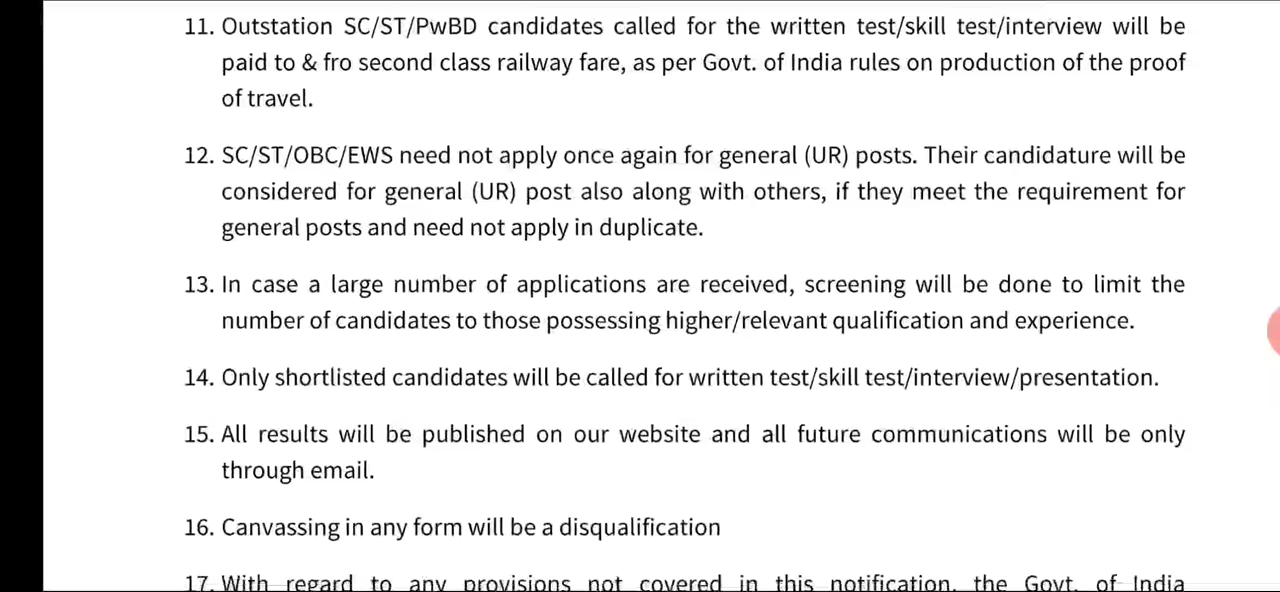 11. Outstation SC/ST/PwBD candidates called for the written test/skill test/interview will be
paid to & fro second class railway fare, as per Govt. of India rules on production of the proof
of travel.
12. SC/ST/OBC/EWS need not apply once again for general (UR) posts. Their candidature will be
considered for general (UR) post also along with others, if they meet the requirement for
general posts and need not apply in duplicate.
13. In case a large number of applications are received, screening will be done to limit the
number of candidates to those possessing higher/relevant qualification and experience.
14. Only shortlisted candidates will be called for written test/skill test/interview/presentation.
15. All results will be published on our website and all future communications will be only
through email.
16. Canvassing in any form will be a disqualification
17. With regard to any provisions not covered in this notification, the Govt. of India